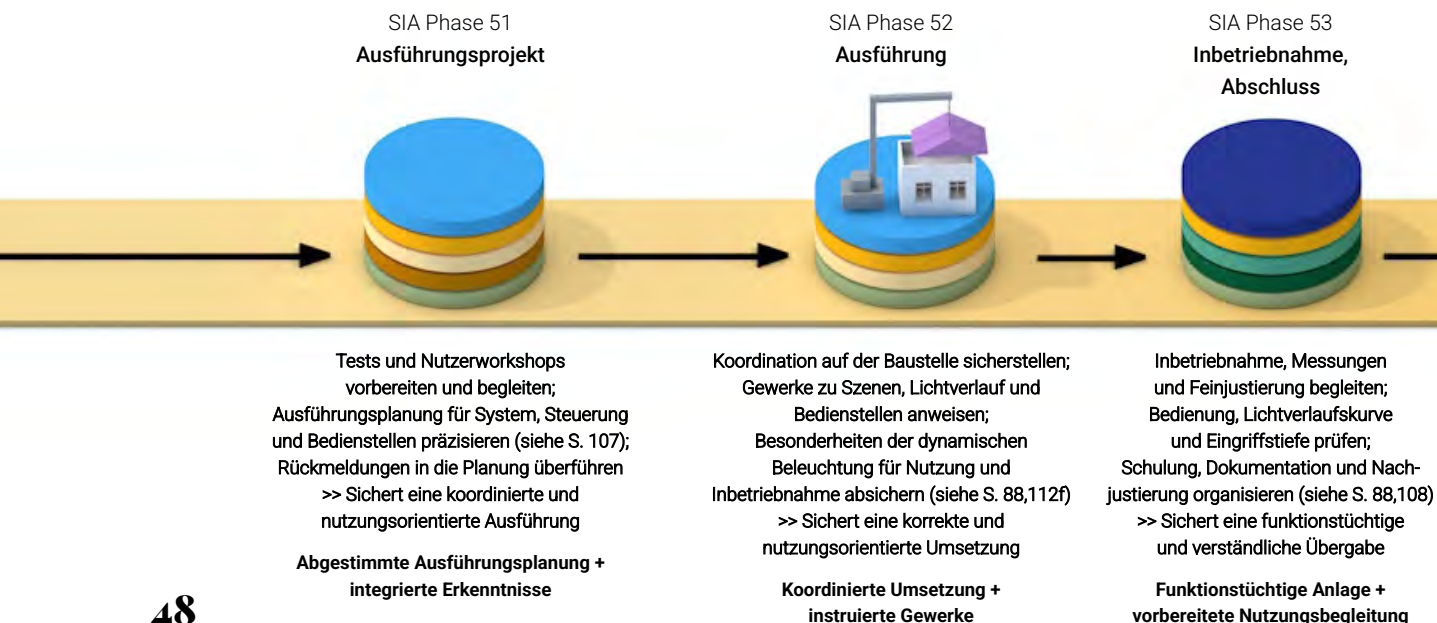 SIA Phase 51
Ausführungsprojekt
Tests und Nutzerworkshops
vorbereiten und begleiten;
Ausführungsplanung für System, Steuerung
und Bedienstellen präzisieren (siehe S. 107);
Rückmeldungen in die Planung überführen
>> Sichert eine koordinierte und
nutzungsorientierte Ausführung
Abgestimmte Ausführungsplanung +
integrierte Erkenntnisse
SIA Phase 52
Ausführung
Koordination auf der Baustelle sicherstellen;
Gewerke zu Szenen, Lichtverlauf und
Bedienstellen anweisen;
Besonderheiten der dynamischen
Beleuchtung für Nutzung und
Inbetriebnahme absichern (siehe S. 88,112f)
>> Sichert eine korrekte und
nutzungsorientierte Umsetzung
Koordinierte Umsetzung +
instruierte Gewerke
SIA Phase 53
Inbetriebnahme,
Abschluss
Inbetriebnahme, Messungen
und Feinjustierung begleiten;
Bedienung, Lichtverlaufskurve
und Eingriffstiefe prüfen;
Schulung, Dokumentation und Nach-
justierung organisieren (siehe S. 88,108)
>> Sichert eine funktionstüchtige
und verständliche Übergabe
Funktionstüchtige Anlage +
vorbereitete Nutzungsbegleitung
48